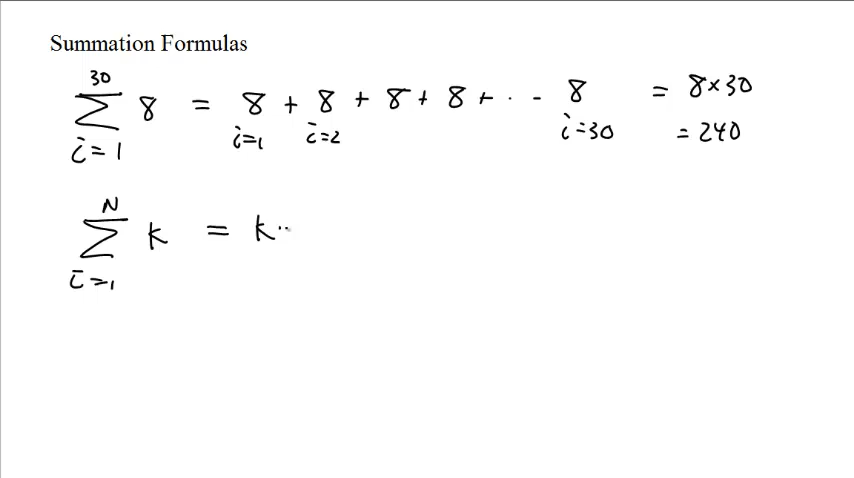 Summation Formulas
30
∑ 8 = 8 + 8 + 8 + 8 + · · - 8 = 8×30
i=1 i=1 i=2 i=30 = 240
N
∑ k = k··
i=1